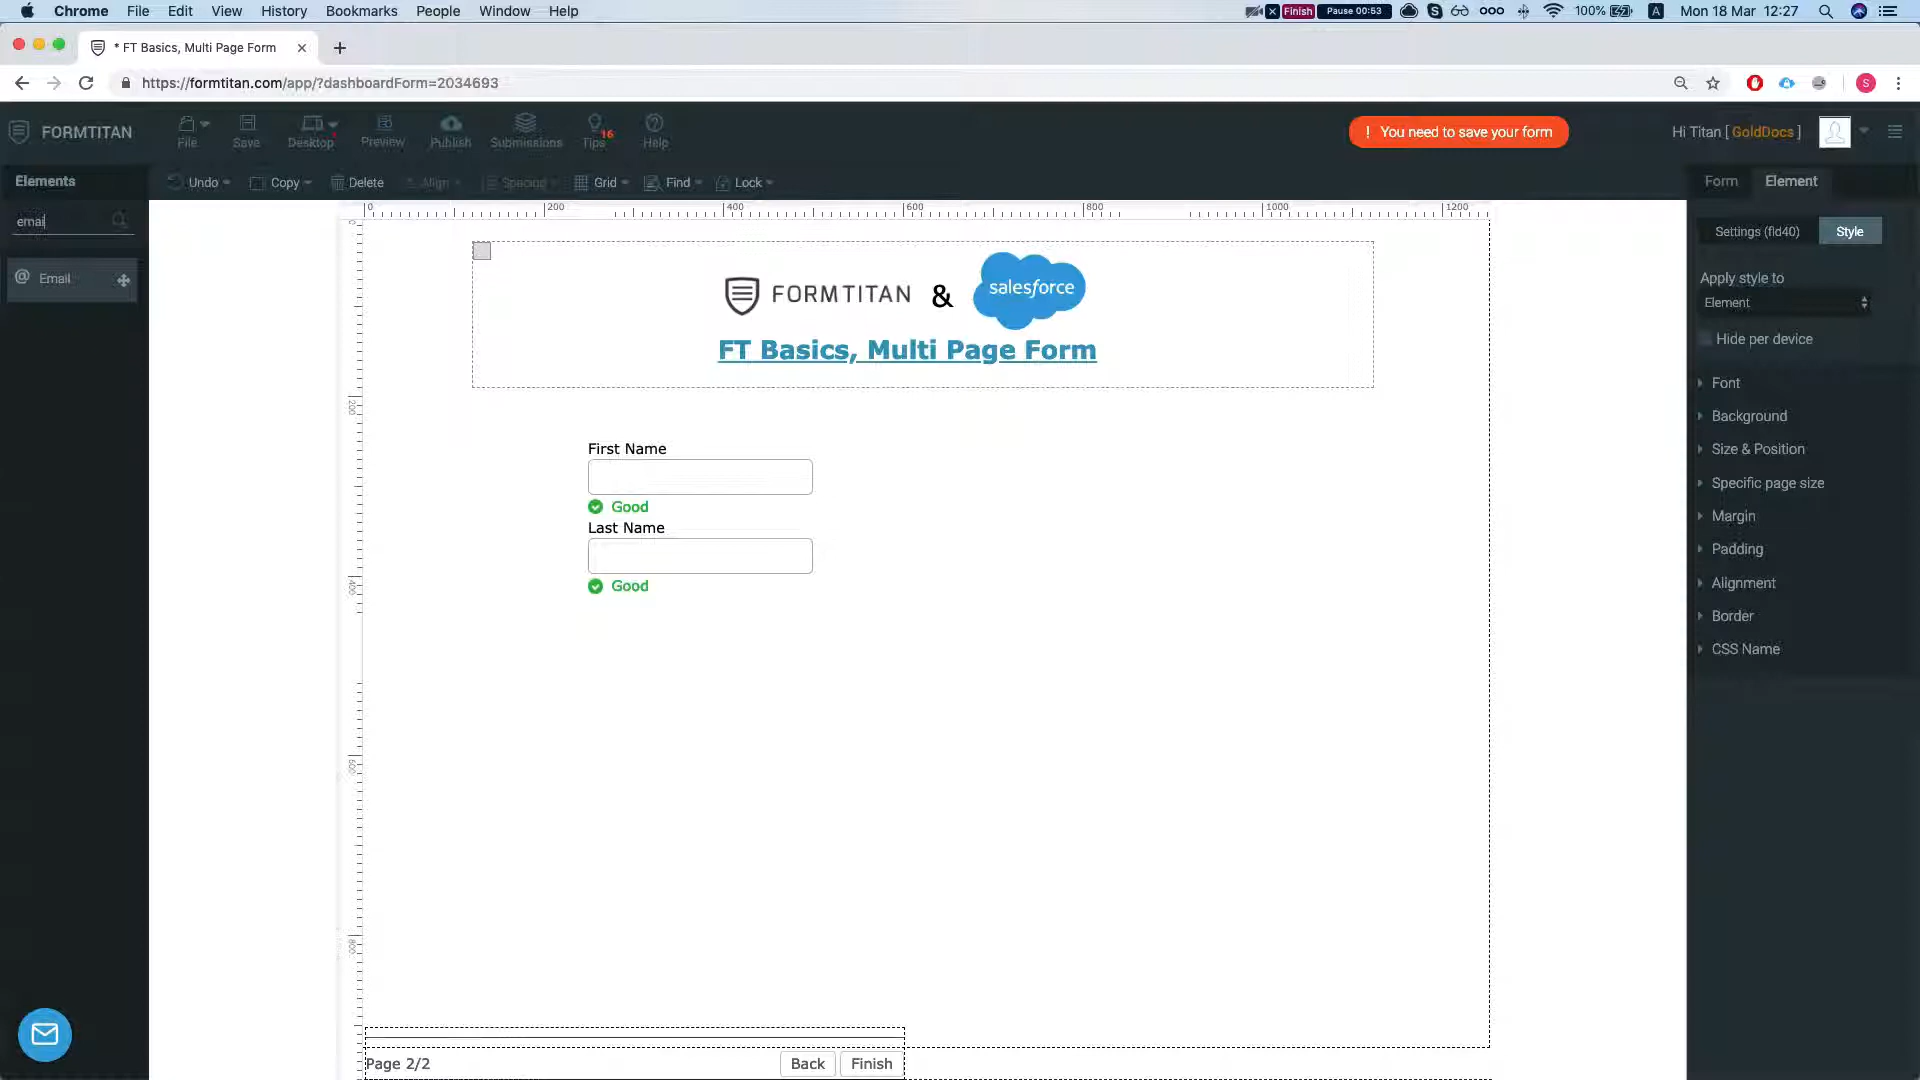 Chrome File Edit View History Bookmarks People Window Help
Finish Pause 00:53 100% A Mon 18 Mar 12:27
* FT Basics, Multi Page Form
https://formtitan.com/app/?dashboardForm=2034693
S
FORMTITAN File Save Desktop Preview Publish Submissions Tips 16 Help
! You need to save your form
Hi Titan [ GoldDocs ]
Elements
Undo Copy Delete Align Spacing Grid Find Lock
Form Element
emai
@ Email
0 200 400 600 800 1000 1200
200
400
600
800
FORMTITAN & salesforce
FT Basics, Multi Page Form
First Name
Good
Last Name
Good
Page 2/2 Back Finish
Settings (fld40) Style
Apply style to
Element
Hide per device
Font
Background
Size & Position
Specific page size
Margin
Padding
Alignment
Border
CSS Name